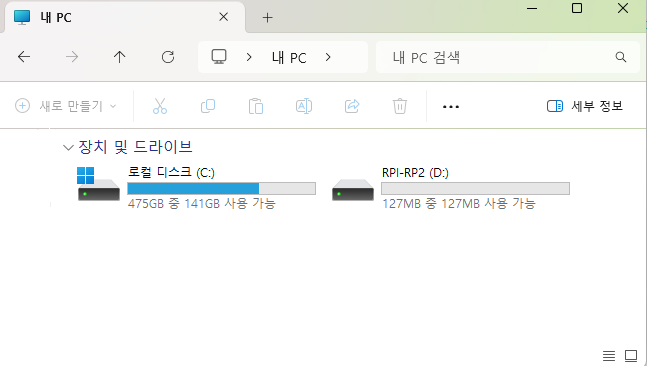 내 PC
내 PC
내 PC 검색
새로 만들기
세부 정보
장치 및 드라이브
로컬 디스크 (C:)
RPI-RP2 (D:)
475GB 중 141GB 사용 가능
127MB 중 127MB 사용 가능